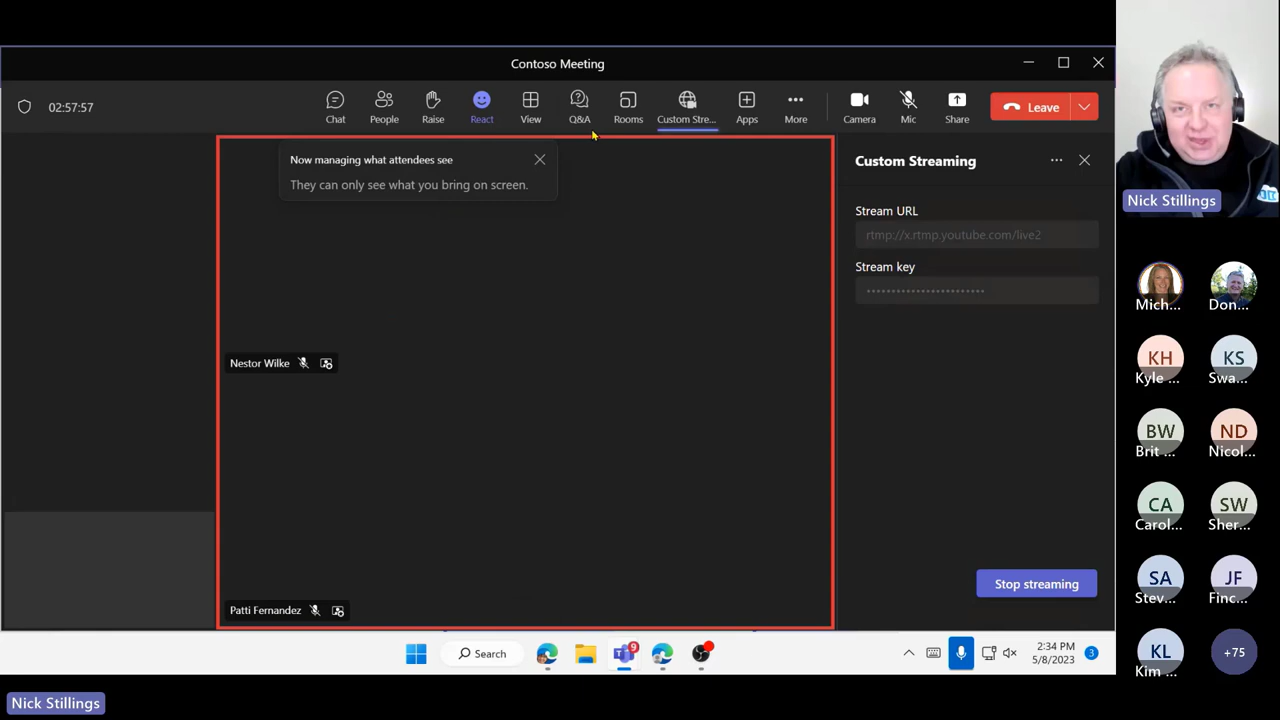 Contoso Meeting
02:57:57
Chat
People
Raise
React
View
Q&A
Rooms
Custom Stre...
Apps
More
Camera
Mic
Share
Leave
Now managing what attendees see
They can only see what you bring on screen.
Custom Streaming
Stream URL
rtmp://x.rtmp.youtube.com/live2
Stream key
Nestor Wilke
Patti Fernandez
Stop streaming
Search
9
2:34 PM
5/8/2023
3
Nick Stillings
Nick Stillings
Mich...
Don...
KH
Kyle ...
KS
Swa...
BW
Brit ...
ND
Nicol...
CA
Carol...
SW
Sher...
SA
Stev...
JF
Finc...
KL
Kim ...
+75